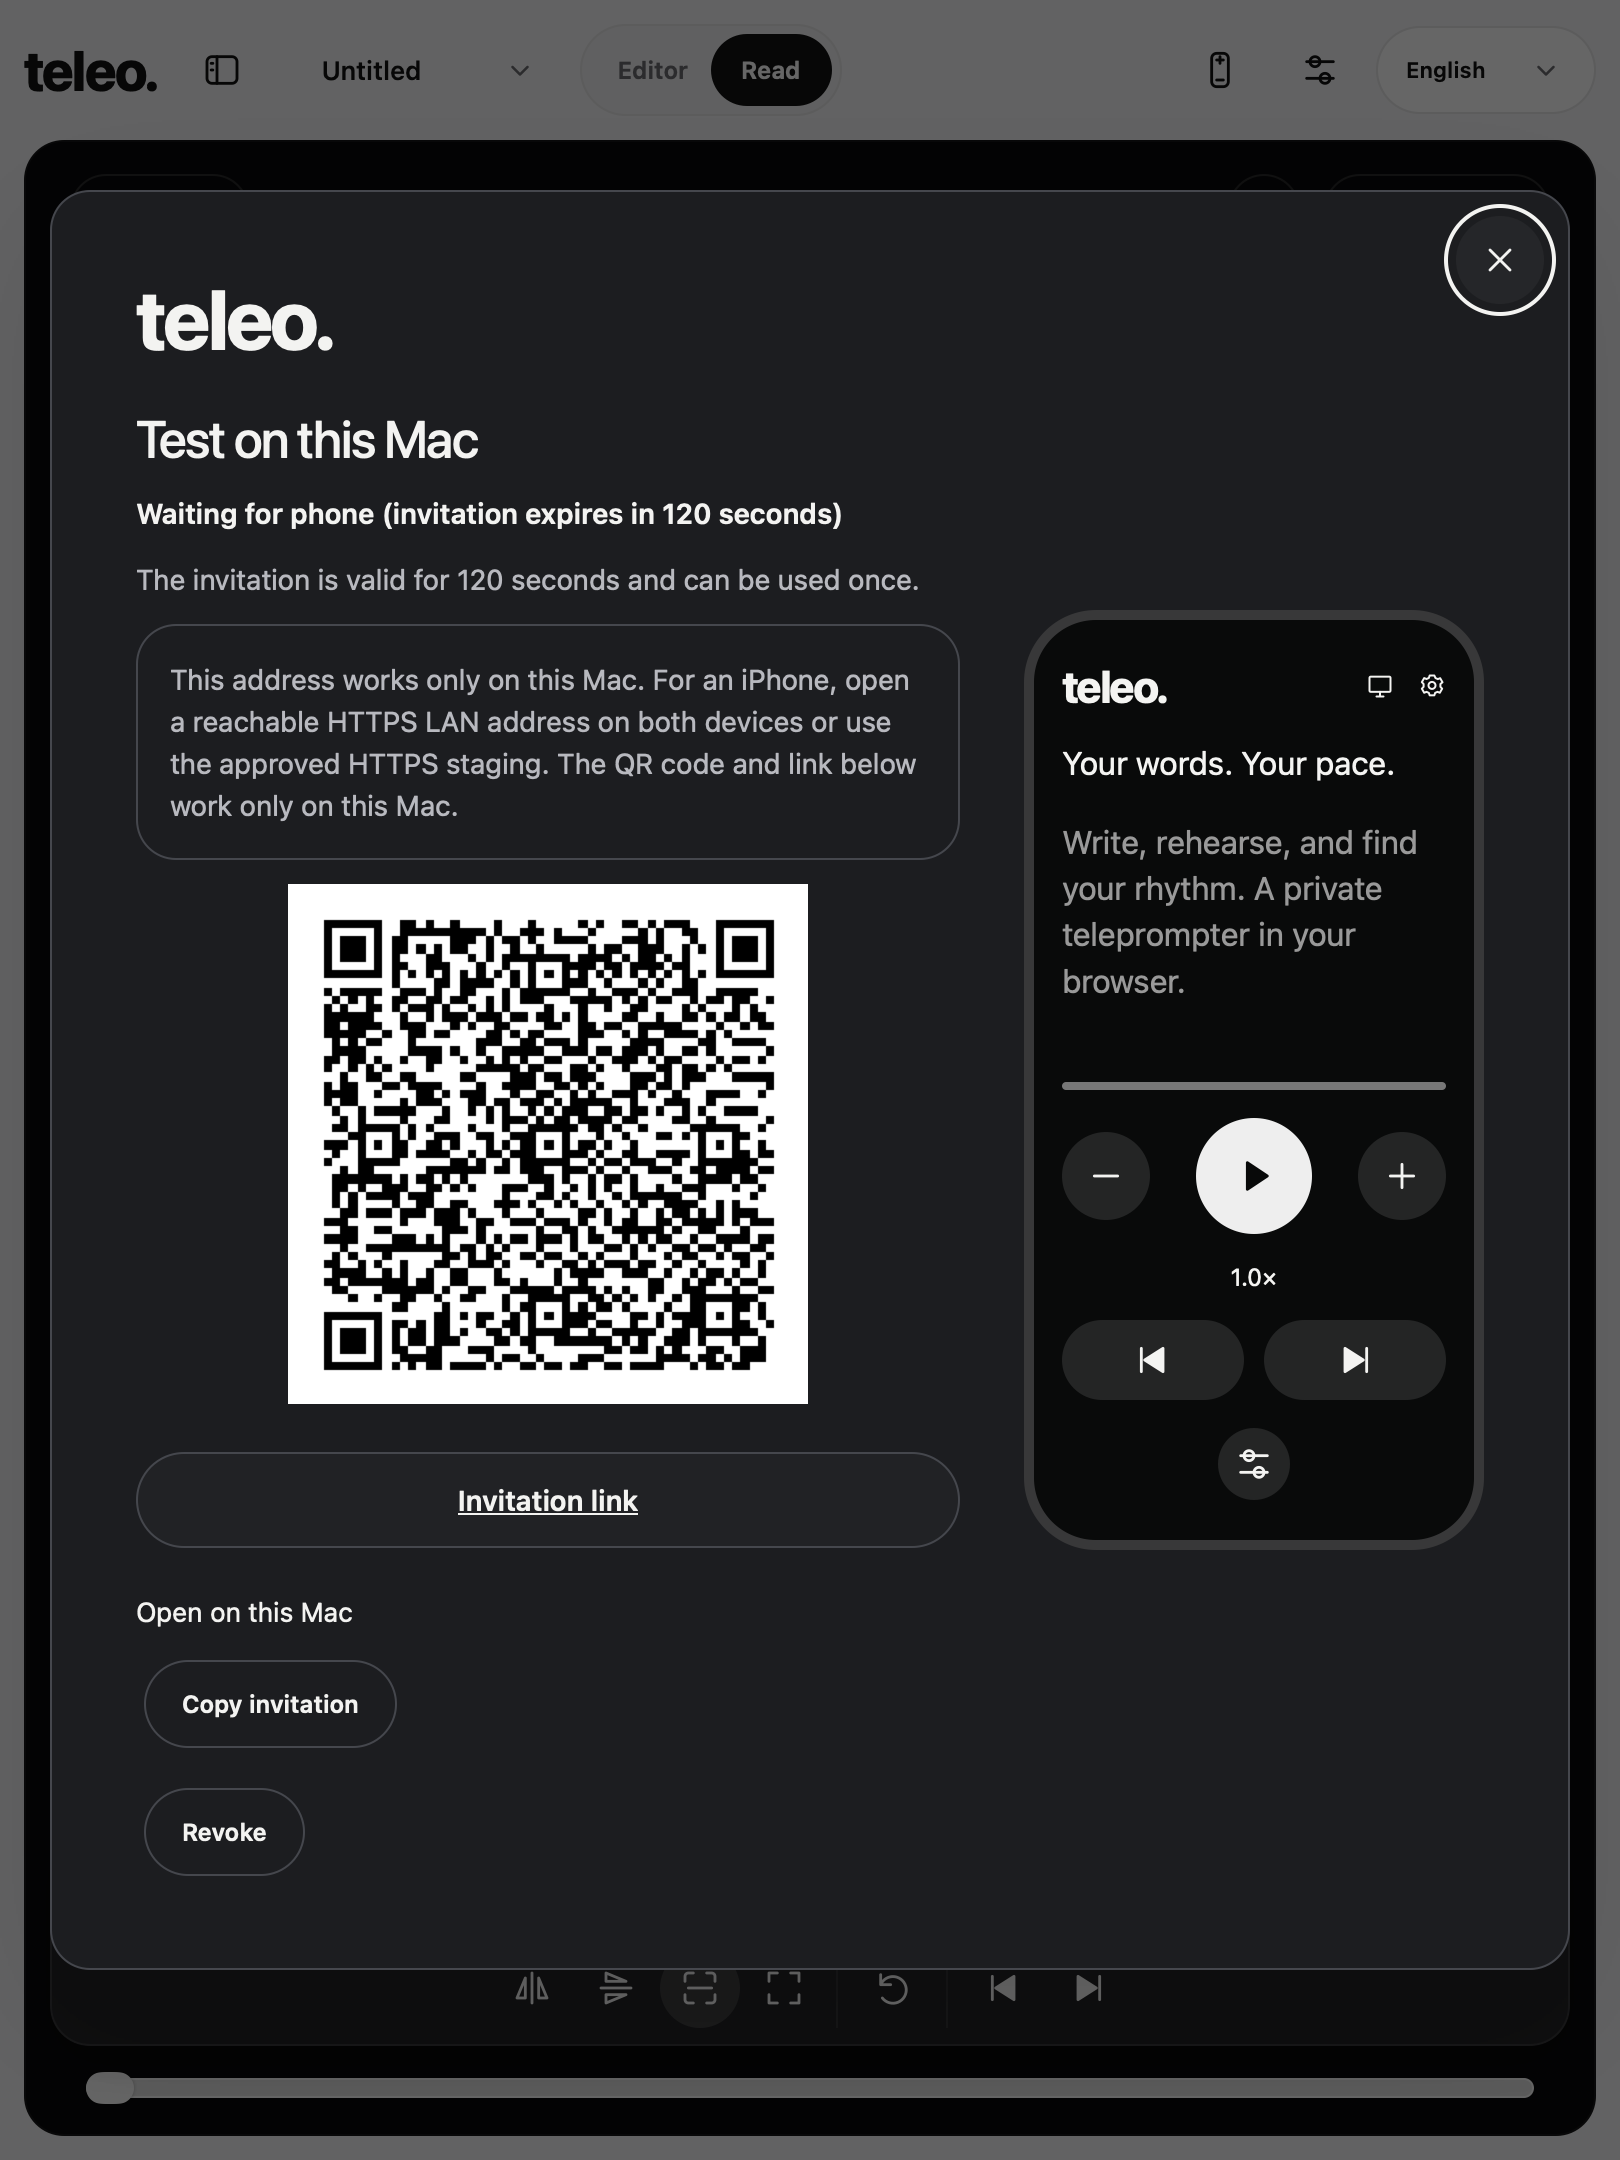 teleo.
Untitled
Editor
Read
English
teleo.
Test on this Mac
Waiting for phone (invitation expires in 120 seconds)
The invitation is valid for 120 seconds and can be used once.
This address works only on this Mac. For an iPhone, open
a reachable HTTPS LAN address on both devices or use
the approved HTTPS staging. The QR code and link below
work only on this Mac.
Invitation link
Open on this Mac
Copy invitation
Revoke
teleo.
Your words. Your pace.
Write, rehearse, and find
your rhythm. A private
teleprompter in your
browser.
1.0×